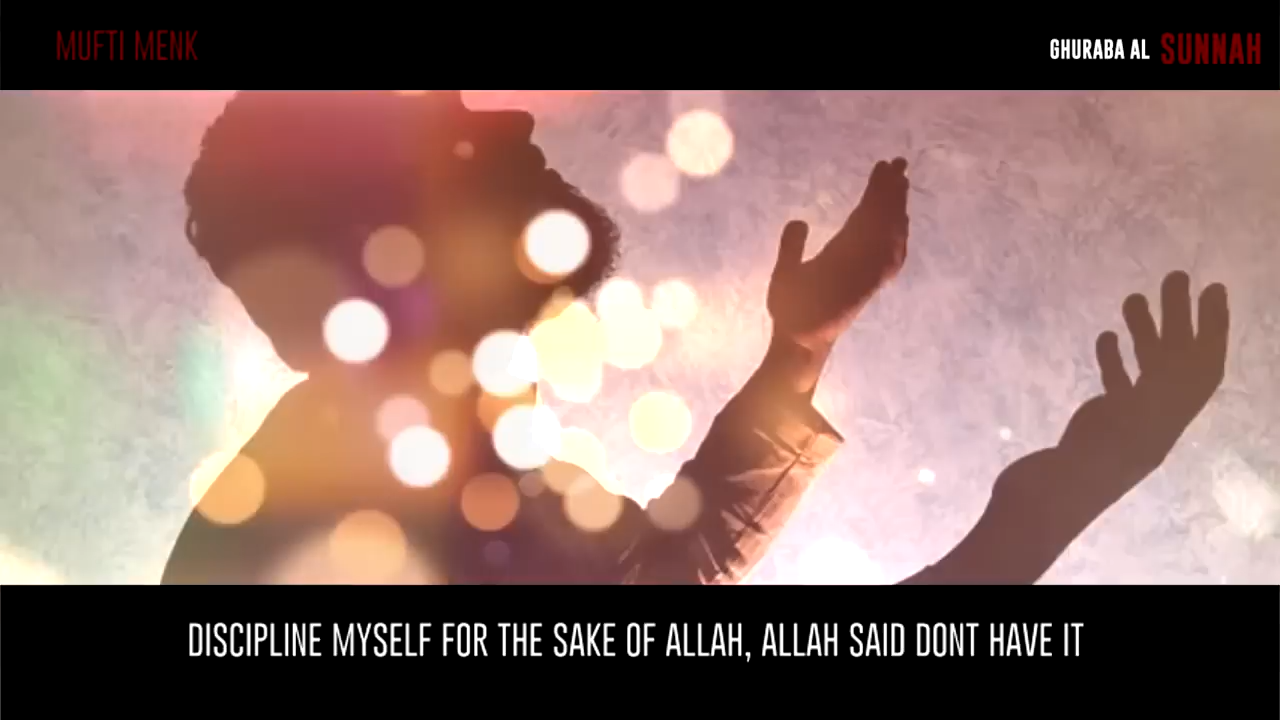 MUFTI MENK
GHURABA AL SUNNAH
DISCIPLINE MYSELF FOR THE SAKE OF ALLAH, ALLAH SAID DONT HAVE IT